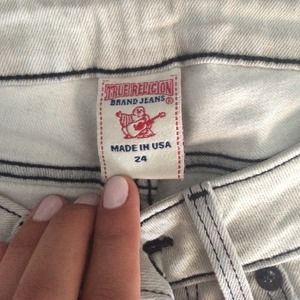 TRUE RELIGION
BRAND JEANS®
MADE IN USA
24